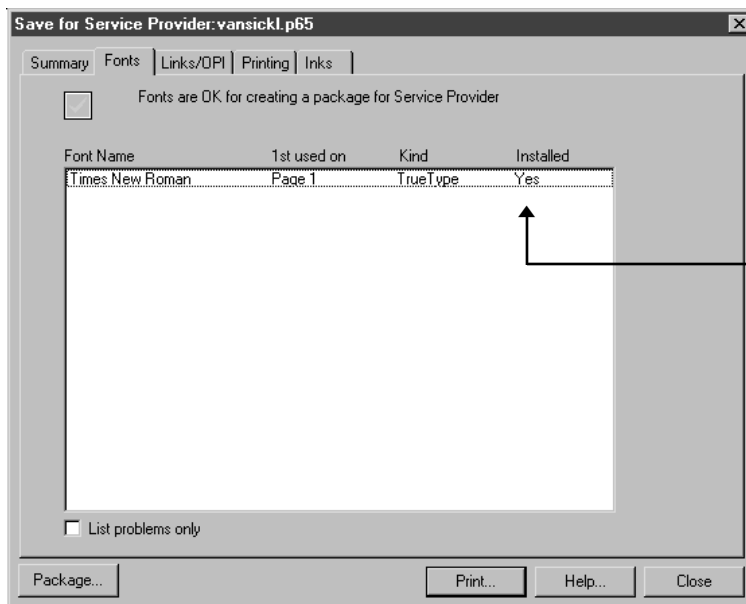 Save for Service Provider:vansickl.p65
Summary Fonts Links/OPI Printing Inks
Fonts are OK for creating a package for Service Provider
Font Name 1st used on Kind Installed
Times New Roman Page 1 TrueType Yes
List problems only
Package... Print... Help... Close